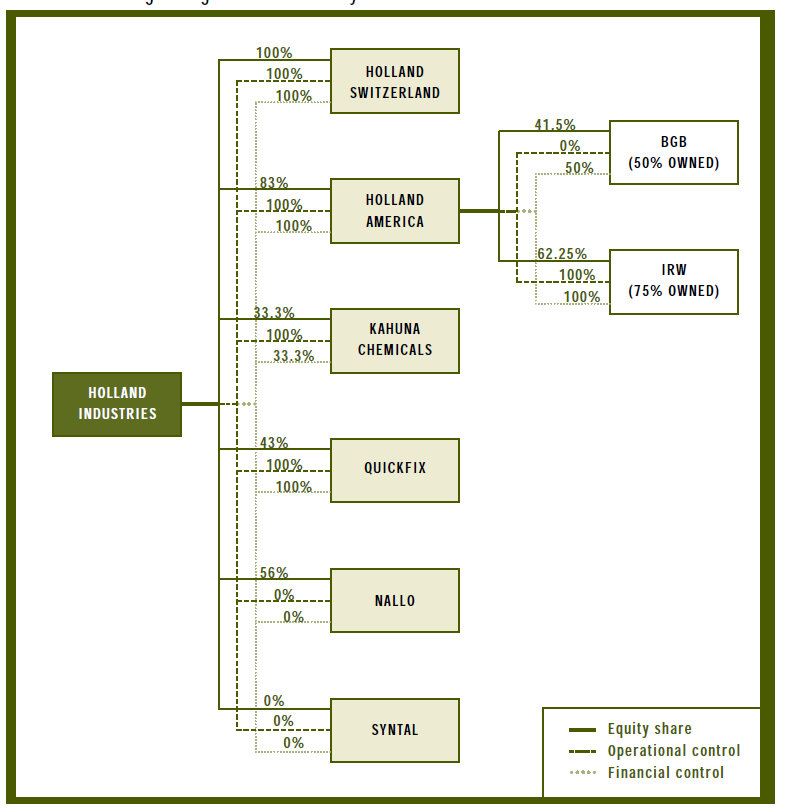 100%
100%
100%
HOLLAND
SWITZERLAND
83%
100%
100%
HOLLAND
AMERICA
41.5%
0%
50%
BGB
(50% OWNED)
62.25%
100%
100%
IRW
(75% OWNED)
33.3%
100%
33.3%
KAHUNA
CHEMICALS
HOLLAND
INDUSTRIES
43%
100%
100%
QUICKFIX
56%
0%
0%
NALLO
0%
0%
0%
SYNTAL
Equity share
Operational control
Financial control